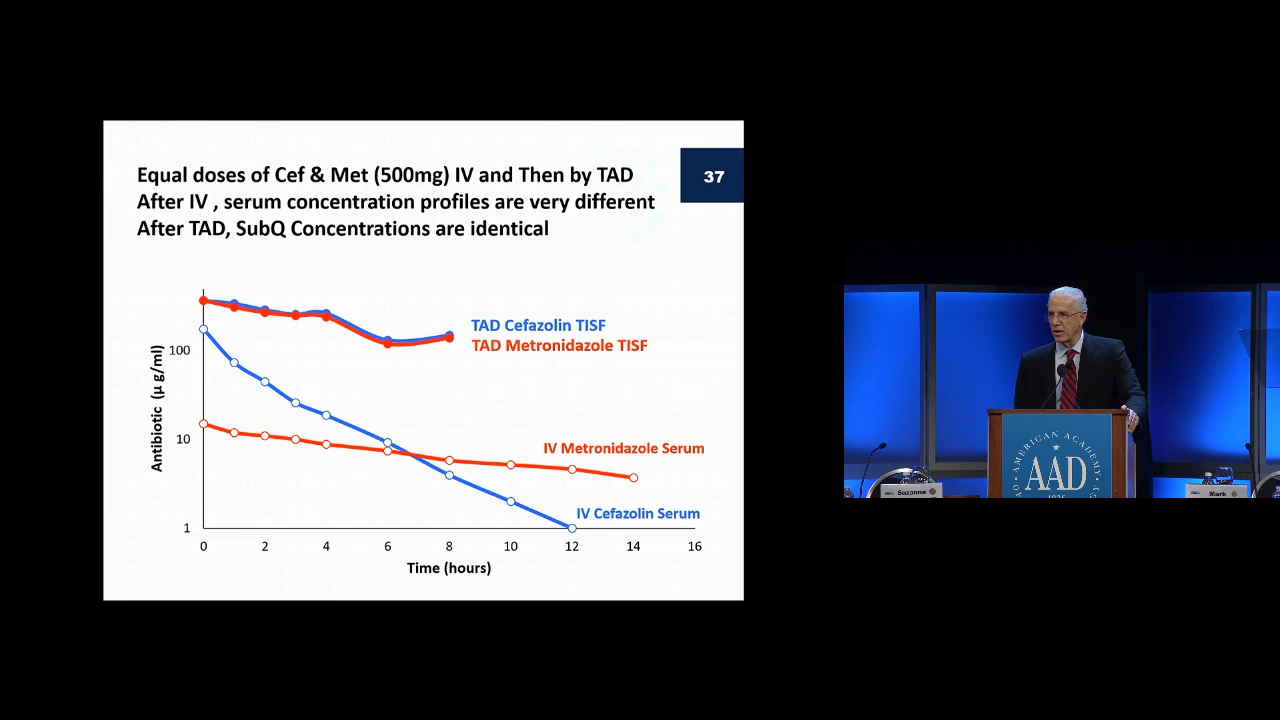 Equal doses of Cef & Met (500mg) IV and Then by TAD
After IV , serum concentration profiles are very different
After TAD, SubQ Concentrations are identical
37
TAD Cefazolin TISF
TAD Metronidazole TISF
IV Metronidazole Serum
IV Cefazolin Serum
Antibiotic (µ g/ml)
100
10
1
0 2 4 6 8 10 12 14 16
Time (hours)
AMERICAN ACADEMY
AAD
Suzanne
Mark